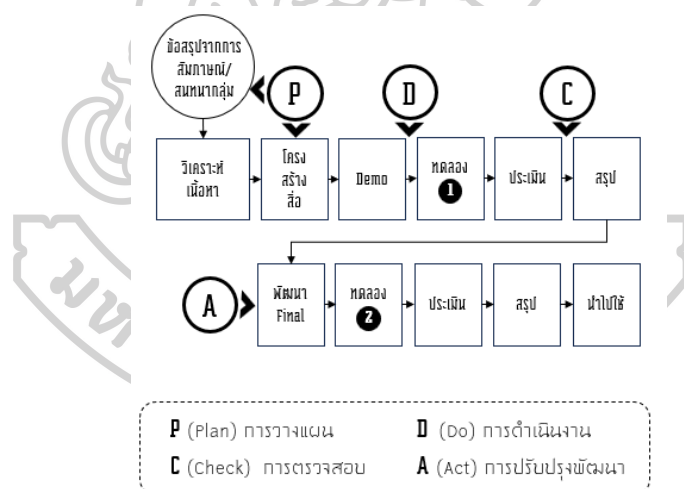 ข้อสรุปจากการ
สัมภาษณ์/
สนทนากลุ่ม
P
D
C
วิเคราะห์
เนื้อหา
โครง
สร้าง
สื่อ
Demo
ทดลอง
1
ประเมิน
สรุป
A
พัฒนา
Final
ทดลอง
2
ประเมิน
สรุป
นำไปใช้
P (Plan) การวางแผน
D (Do) การดำเนินงาน
C (Check) การตรวจสอบ
A (Act) การปรับปรุงพัฒนา